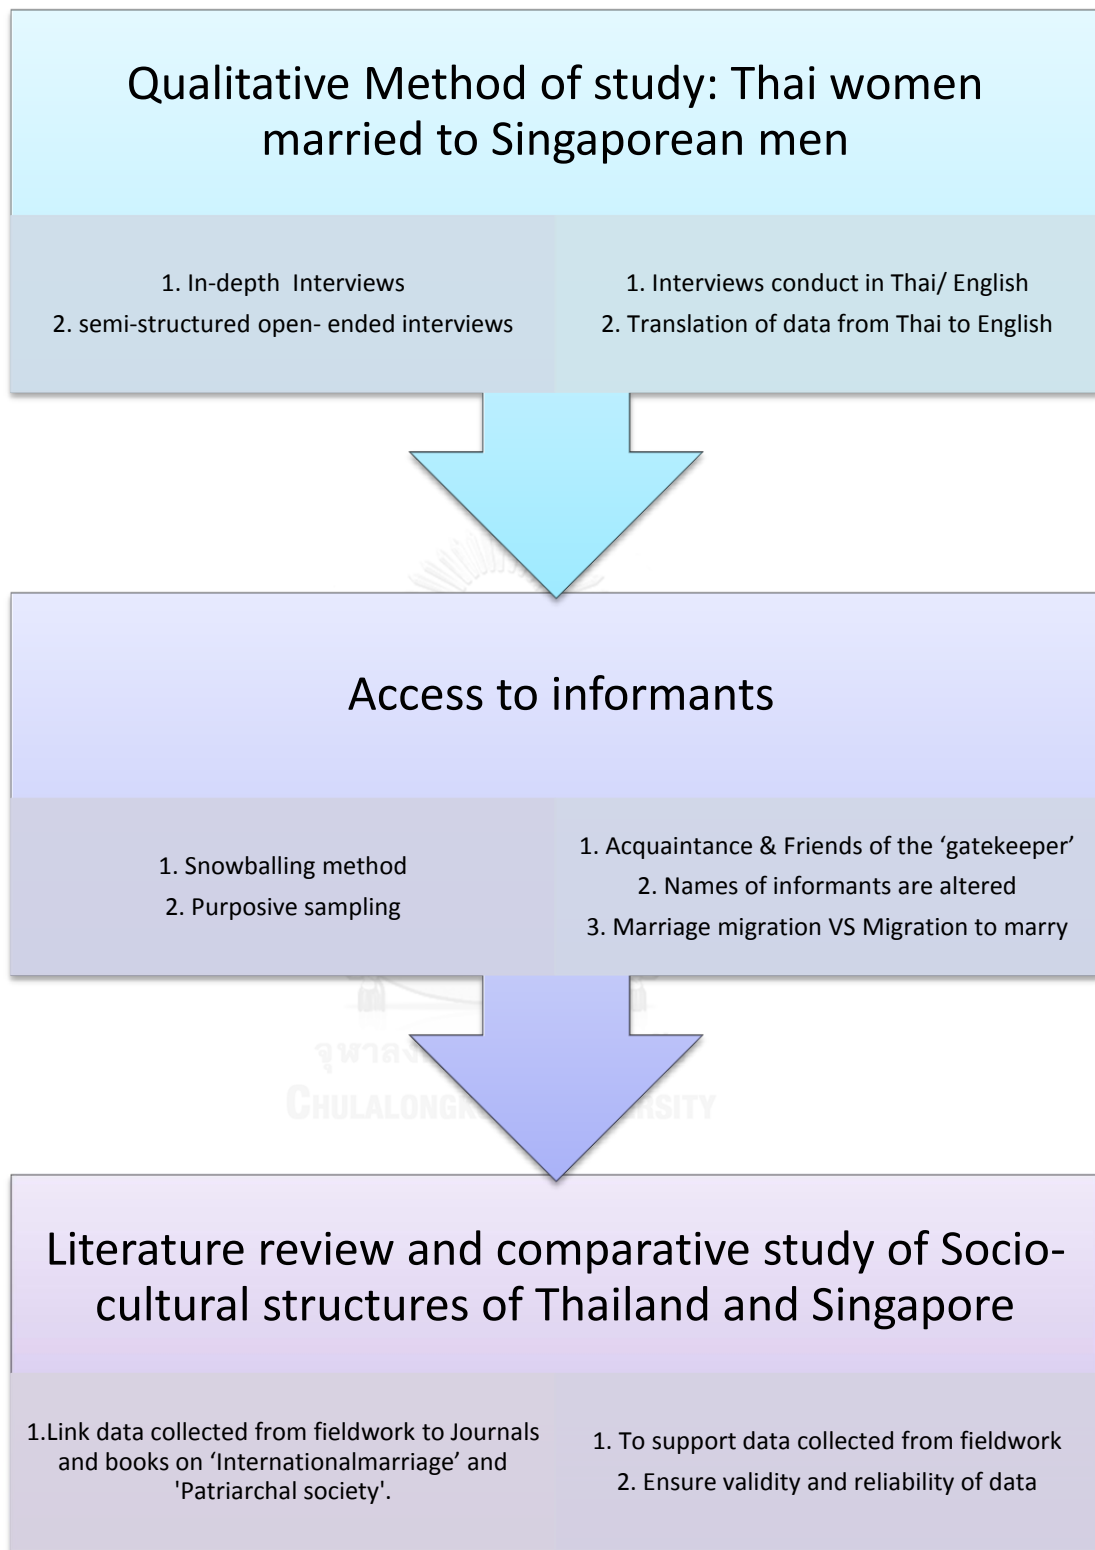 Qualitative Method of study: Thai women
married to Singaporean men
1. In-depth Interviews
2. semi-structured open- ended interviews
1. Interviews conduct in Thai/ English
2. Translation of data from Thai to English
Access to informants
1. Snowballing method
2. Purposive sampling
1. Acquaintance & Friends of the ‘gatekeeper’
2. Names of informants are altered
3. Marriage migration VS Migration to marry
Literature review and comparative study of Socio-
cultural structures of Thailand and Singapore
1.Link data collected from fieldwork to Journals
and books on ‘Internationalmarriage’ and
'Patriarchal society'.
1. To support data collected from fieldwork
2. Ensure validity and reliability of data